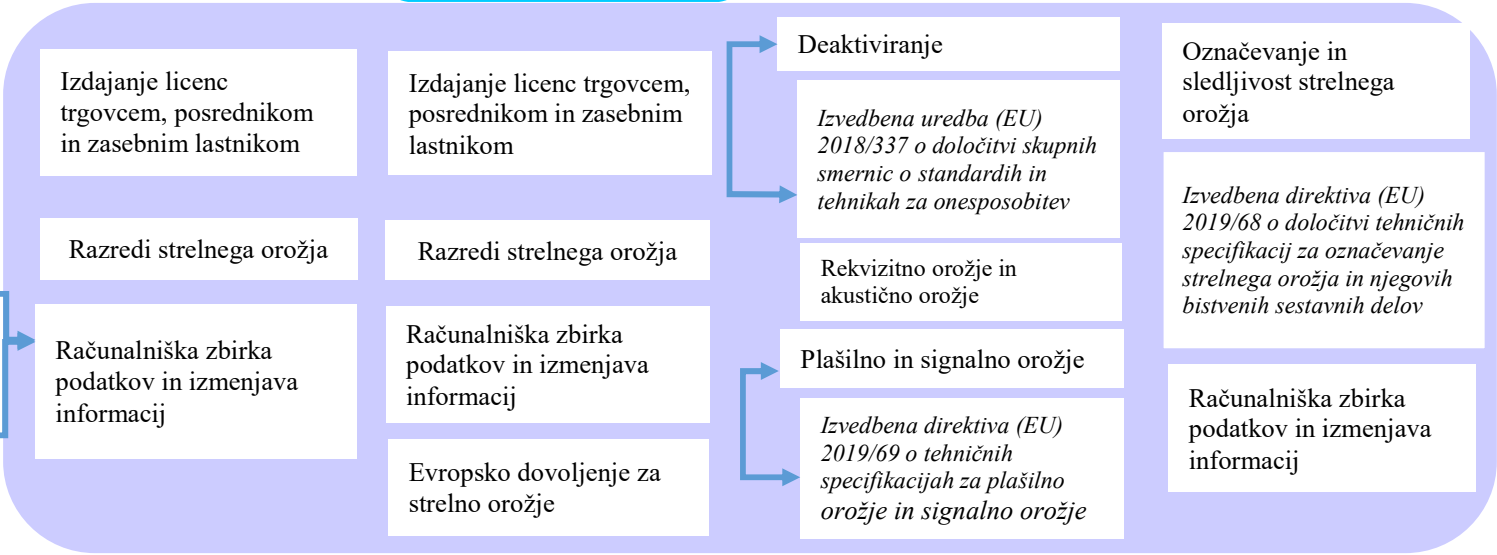 Izdajanje licenc
trgovcem, posrednikom
in zasebnim lastnikom
Razredi strelnega orožja
Računalniška zbirka
podatkov in izmenjava
informacij
Izdajanje licenc trgovcem,
posrednikom in zasebnim
lastnikom
Razredi strelnega orožja
Računalniška zbirka
podatkov in izmenjava
informacij
Evropsko dovoljenje za
strelno orožje
Deaktiviranje
Izvedbena uredba (EU)
2018/337 o določitvi skupnih
smernic o standardih in
tehnikah za onesposobitev
Rekvizitno orožje in
akustično orožje
Plašilno in signalno orožje
Izvedbena direktiva (EU)
2019/69 o tehničnih
specifikacijah za plašilno
orožje in signalno orožje
Označevanje in
sledljivost strelnega
orožja
Izvedbena direktiva (EU)
2019/68 o določitvi tehničnih
specifikacij za označevanje
strelnega orožja in njegovih
bistvenih sestavnih delov
Računalniška zbirka
podatkov in izmenjava
informacij